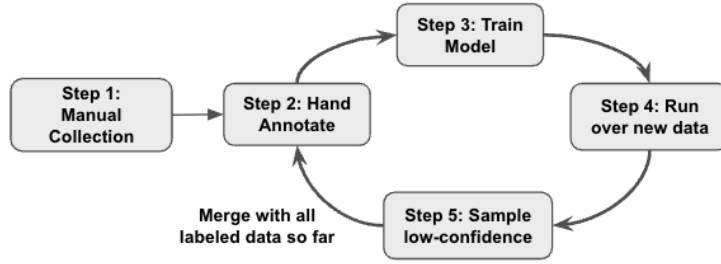 Step 1:
Manual
Collection
Step 2: Hand
Annotate
Step 3: Train
Model
Step 4: Run
over new data
Step 5: Sample
low-confidence
Merge with all
labeled data so far